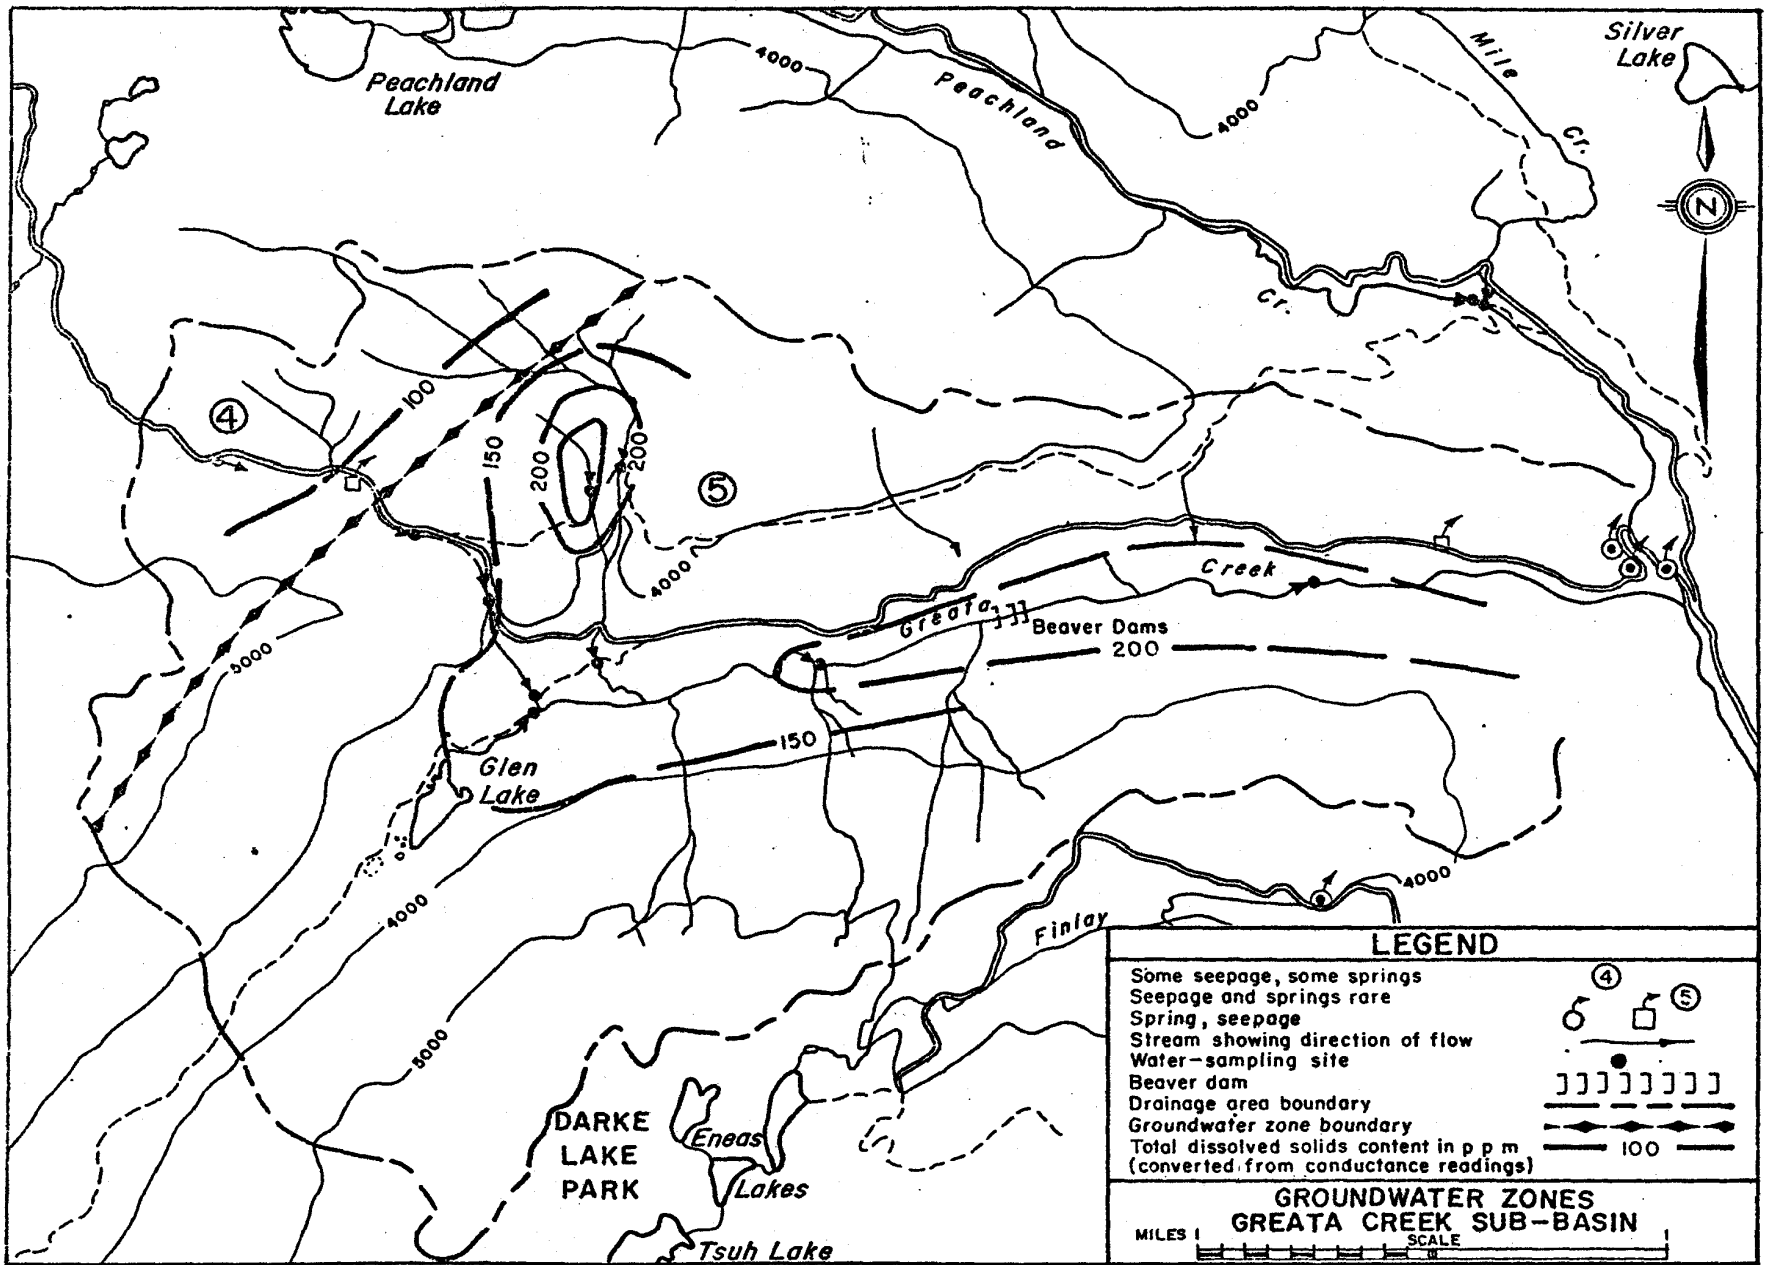 Peachland
Lake
4000
Peachland
Cr.
4000
Mile
Cr.
Silver
Lake
N
4
100
150
200
200
5
4000
5000
Greata
Creek
Beaver Dams
200
150
Glen
Lake
4000
5000
Finlay
4000
DARKE
LAKE
PARK
Eneas
Lakes
Tsuh Lake
LEGEND
Some seepage, some springs 4
Seepage and springs rare 5
Spring, seepage
Stream showing direction of flow
Water-sampling site
Beaver dam
Drainage area boundary
Groundwater zone boundary
Total dissolved solids content in p p m 100
(converted from conductance readings)
GROUNDWATER ZONES
GREATA CREEK SUB-BASIN
MILES 1 0 1
SCALE